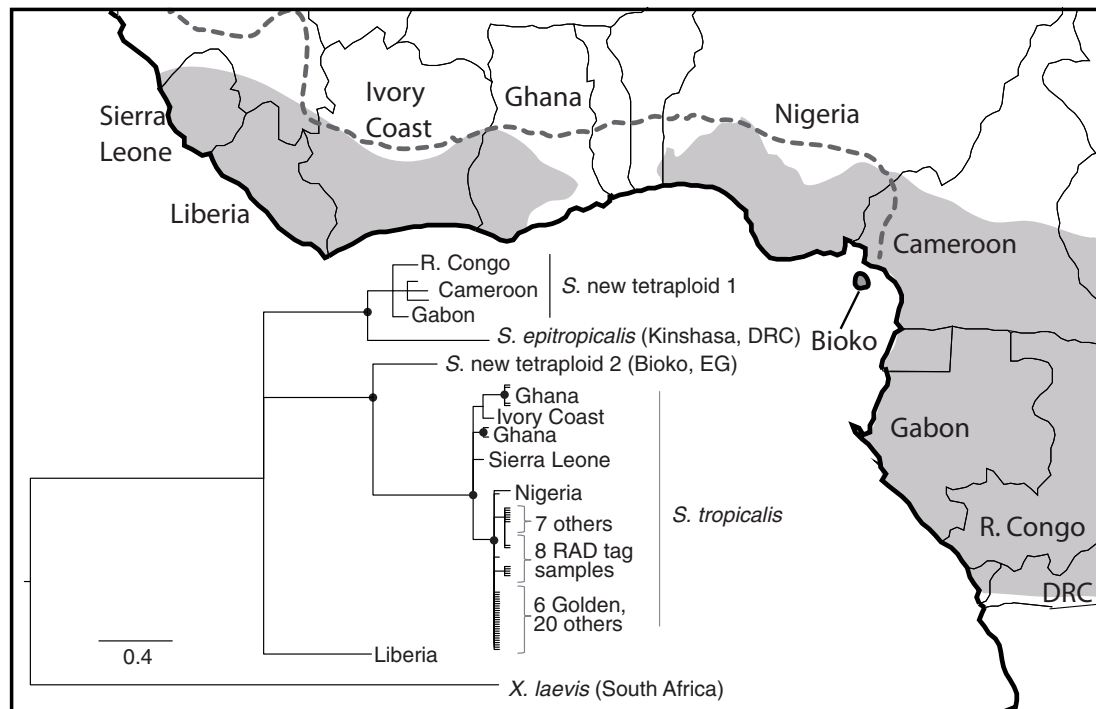 Sierra
Leone
Ivory
Coast
Ghana
Nigeria
Liberia
Cameroon
Bioko
Gabon
R. Congo
DRC
R. Congo
Cameroon
Gabon
S. new tetraploid 1
S. epitropicalis (Kinshasa, DRC)
S. new tetraploid 2 (Bioko, EG)
Ghana
Ivory Coast
Ghana
Sierra Leone
Nigeria
7 others
8 RAD tag
samples
6 Golden,
20 others
S. tropicalis
Liberia
0.4
X. laevis (South Africa)